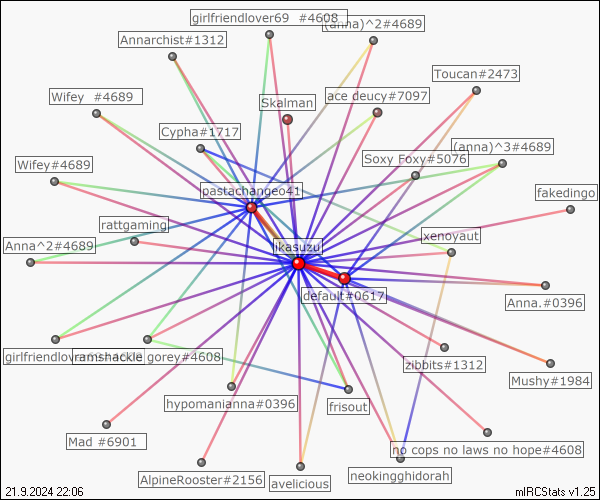 girlfriendlover69 #4608
(anna)^2#4689
Annarchist#1312
Toucan#2473
Wifey #4689
Skalman
ace deucy#7097
Cypha#1717
(anna)^3#4689
Soxy Foxy#5076
Wifey#4689
pastachangeo41
fakedingo
rattgaming
xenoyaut
Anna^2#4689
ikasuzu
default#0617
Anna.#0396
girlfriendlov
ramshackle gorey#4608
zibbits#1312
Mushy#1984
hypomanianna#0396
frisout
Mad #6901
no cops no laws no hope#4608
AlpineRooster#2156
avelicious
neokingghidorah
21.9.2024 22:06
mIRCStats v1.25